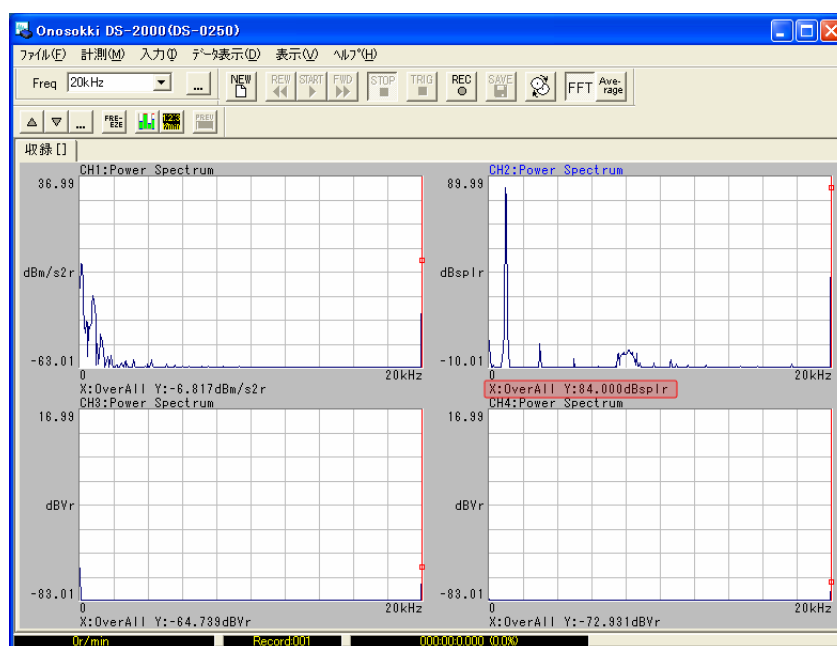 Onosokki DS-2000(DS-0250)
ファイル(F) 計測(M) 入力(I) データ表示(D) 表示(V) ヘルプ(H)
Freq 20kHz ... NEW REW START FWD STOP TRIG REC SAVE FFT Ave-rage
... FRE-EZE PREV
収録[]
CH1:Power Spectrum
36.99
dBm/s2r
-63.01
0 20kHz
X:OverAll Y:-6.817dBm/s2r
CH2:Power Spectrum
89.99
dBsplr
-10.01
0 20kHz
X:OverAll Y:84.000dBsplr
CH3:Power Spectrum
16.99
dBVr
-83.01
0 20kHz
X:OverAll Y:-64.739dBVr
CH4:Power Spectrum
16.99
dBVr
-83.01
0 20kHz
X:OverAll Y:-72.931dBVr
0r/min Record:001 000:00:0.000 (0.0%)